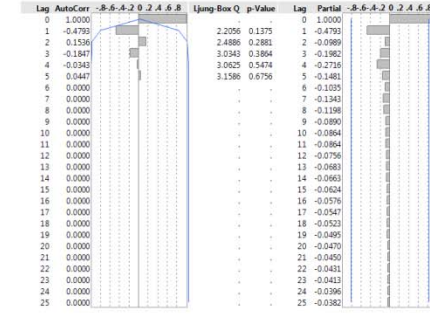 Lag AutoCorr -.8-.6-.4-.2 0 .2 .4 .6 .8 Ljung-Box Q p-Value Lag Partial -.8-.6-.4-.2 0 .2 .4 .6 .8
0 1.0000 . . 0 1.0000
1 -0.4793 2.2056 0.1375 1 -0.4793
2 0.1536 2.4886 0.2881 2 -0.0989
3 -0.1847 3.0343 0.3864 3 -0.1982
4 -0.0343 3.0625 0.5474 4 -0.2716
5 0.0447 3.1586 0.6756 5 -0.1481
6 0.0000 . . 6 -0.1035
7 0.0000 . . 7 -0.1343
8 0.0000 . . 8 -0.1198
9 0.0000 . . 9 -0.0890
10 0.0000 . . 10 -0.0864
11 0.0000 . . 11 -0.0864
12 0.0000 . . 12 -0.0756
13 0.0000 . . 13 -0.0683
14 0.0000 . . 14 -0.0663
15 0.0000 . . 15 -0.0624
16 0.0000 . . 16 -0.0576
17 0.0000 . . 17 -0.0547
18 0.0000 . . 18 -0.0523
19 0.0000 . . 19 -0.0495
20 0.0000 . . 20 -0.0470
21 0.0000 . . 21 -0.0450
22 0.0000 . . 22 -0.0431
23 0.0000 . . 23 -0.0413
24 0.0000 . . 24 -0.0396
25 0.0000 . . 25 -0.0382